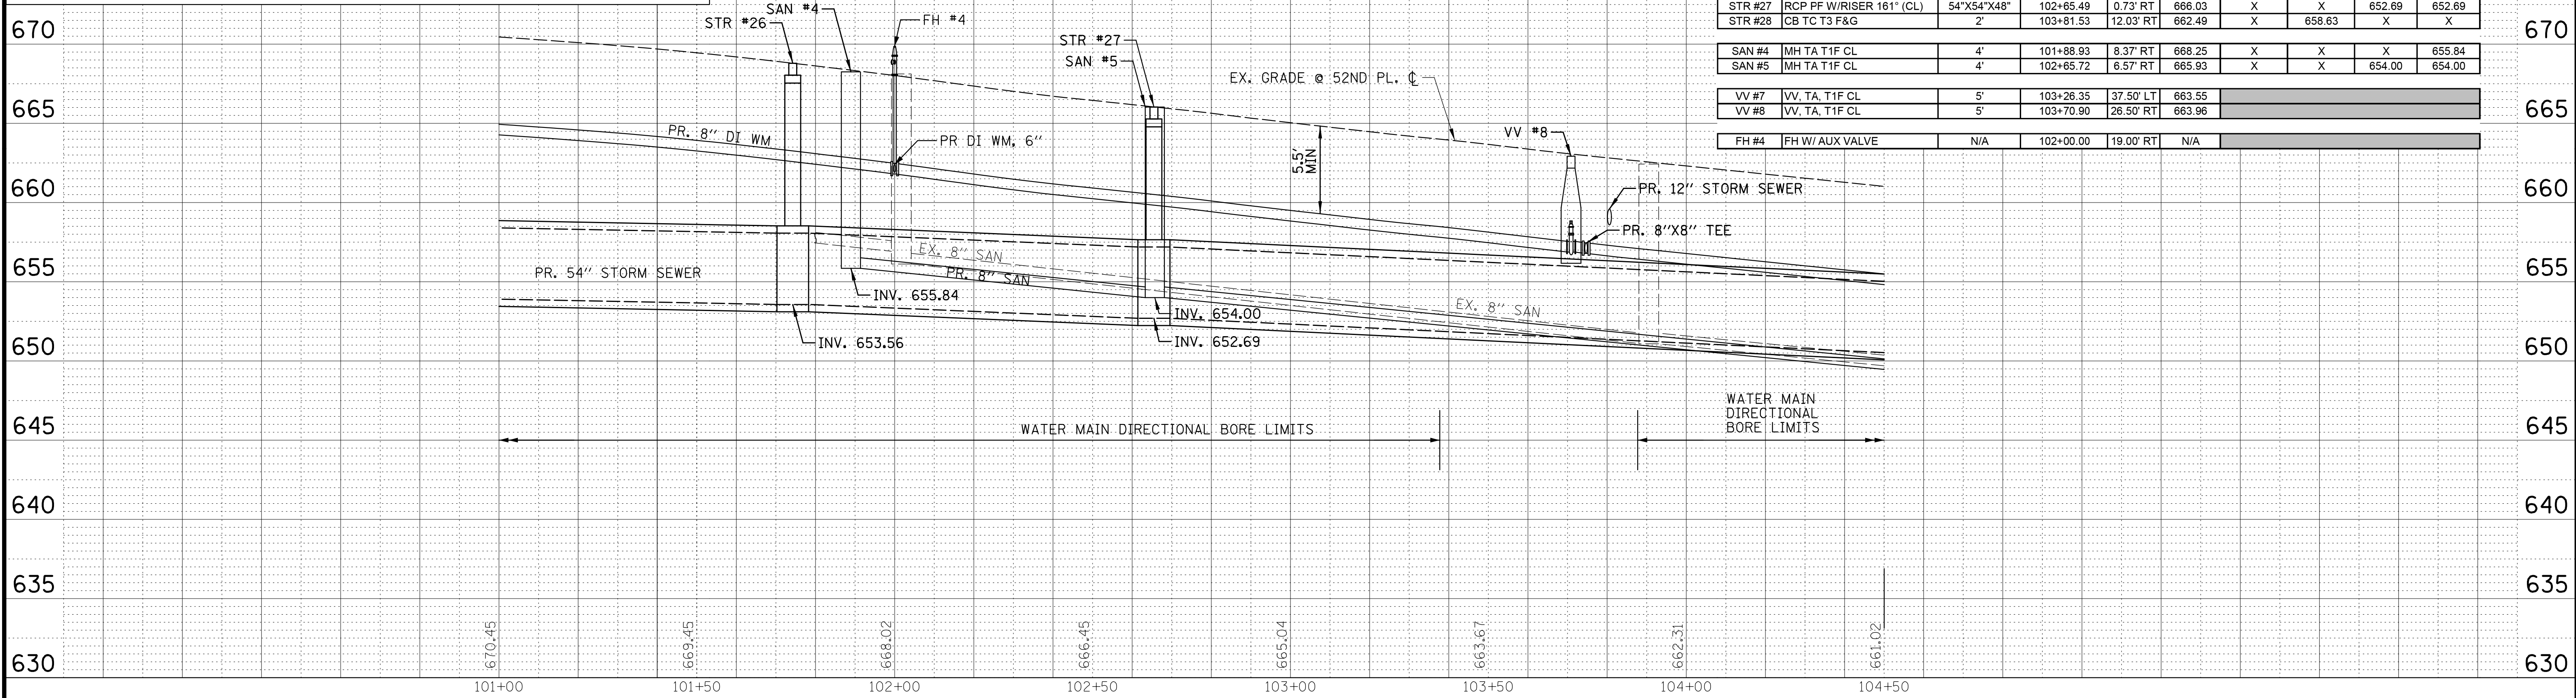 STR #27 RCP PF W/RISER 161° (CL) 54"X54"X48" 102+65.49 0.73' RT 666.03 X X 652.69 652.69
STR #28 CB TC T3 F&G 2' 103+81.53 12.03' RT 662.49 X 658.63 X X
SAN #4 MH TA T1F CL 4' 101+88.93 8.37' RT 668.25 X X X 655.84
SAN #5 MH TA T1F CL 4' 102+65.72 6.57' RT 665.93 X X 654.00 654.00
VV #7 VV, TA, T1F CL 5' 103+26.35 37.50' LT 663.55
VV #8 VV, TA, T1F CL 5' 103+70.90 26.50' RT 663.96
FH #4 FH W/ AUX VALVE N/A 102+00.00 19.00' RT N/A
SAN #4
STR #26
FH #4
STR #27
SAN #5
EX. GRADE @ 52ND PL. ℄
670 670
665 665
PR. 8" DI WM
PR DI WM, 6"
5.5'
MIN
VV #8
660 660
PR. 12" STORM SEWER
PR. 8"X8" TEE
655 655
PR. 54" STORM SEWER
EX. 8" SAN
PR. 8" SAN
INV. 655.84
INV. 654.00
EX. 8" SAN
INV. 653.56
INV. 652.69
650 650
WATER MAIN DIRECTIONAL BORE LIMITS
WATER MAIN
DIRECTIONAL
BORE LIMITS
645 645
640 640
635 635
630 630
670.45 669.45 668.02 666.45 665.04 663.67 662.31 661.02
101+00 101+50 102+00 102+50 103+00 103+50 104+00 104+50